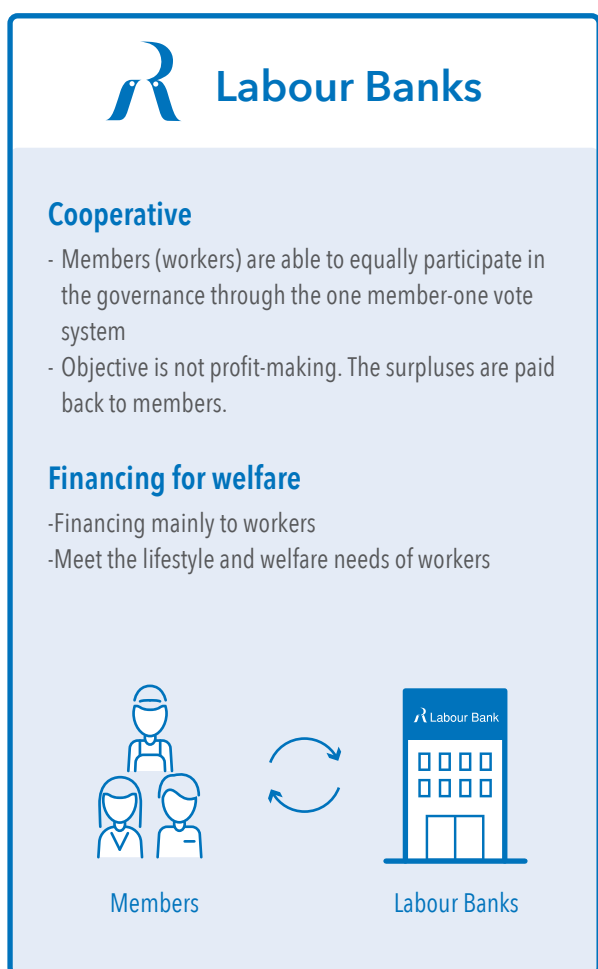 Labour Banks
Cooperative
- Members (workers) are able to equally participate in
the governance through the one member-one vote
system
- Objective is not profit-making. The surpluses are paid
back to members.
Financing for welfare
-Financing mainly to workers
-Meet the lifestyle and welfare needs of workers
Labour Bank
Members
Labour Banks